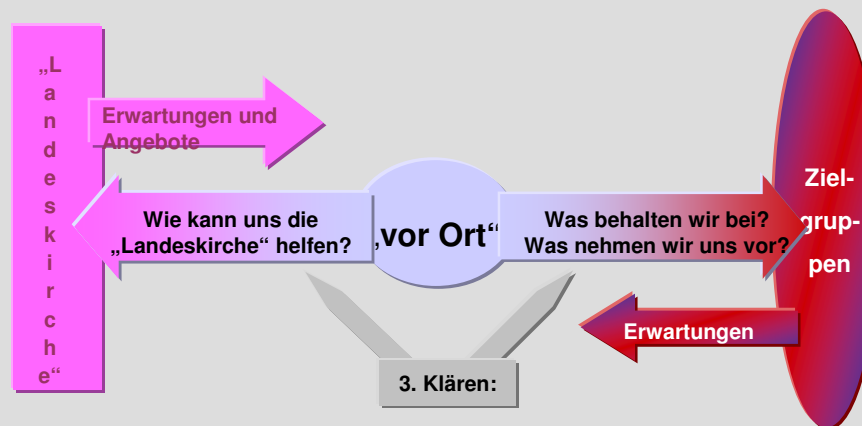 „Landeskirche“
Erwartungen und
Angebote
Wie kann uns die
„Landeskirche“ helfen?
„vor Ort“
Was behalten wir bei?
Was nehmen wir uns vor?
Ziel-
grup-
pen
Erwartungen
3. Klären: